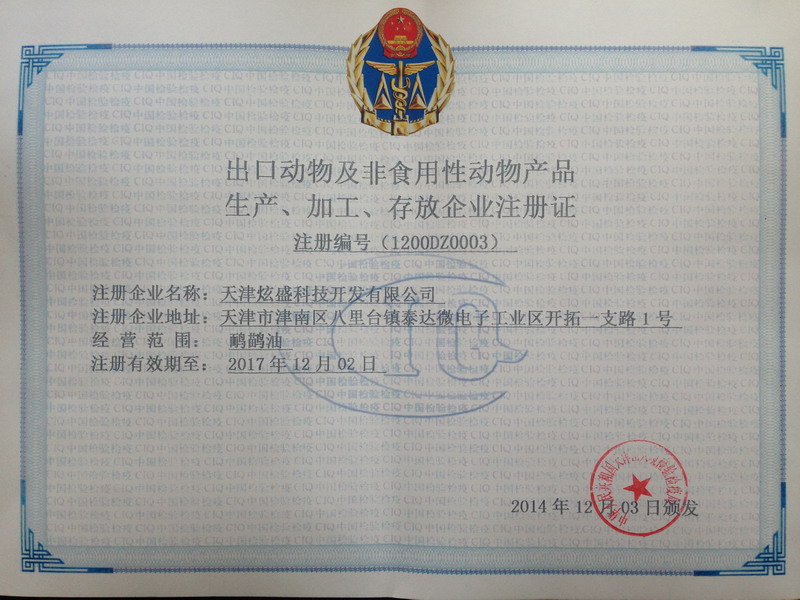 出口动物及非食用性动物产品
生产、加工、存放企业注册证
注册编号（1200DZ0003）
注册企业名称：天津炫盛科技开发有限公司
注册企业地址：天津市津南区八里台镇泰达微电子工业区开拓一支路1号
经 营 范 围： 鸸鹋油
注册有效期至： 2017年12月02日
CIQ
2014年12月03日颁发